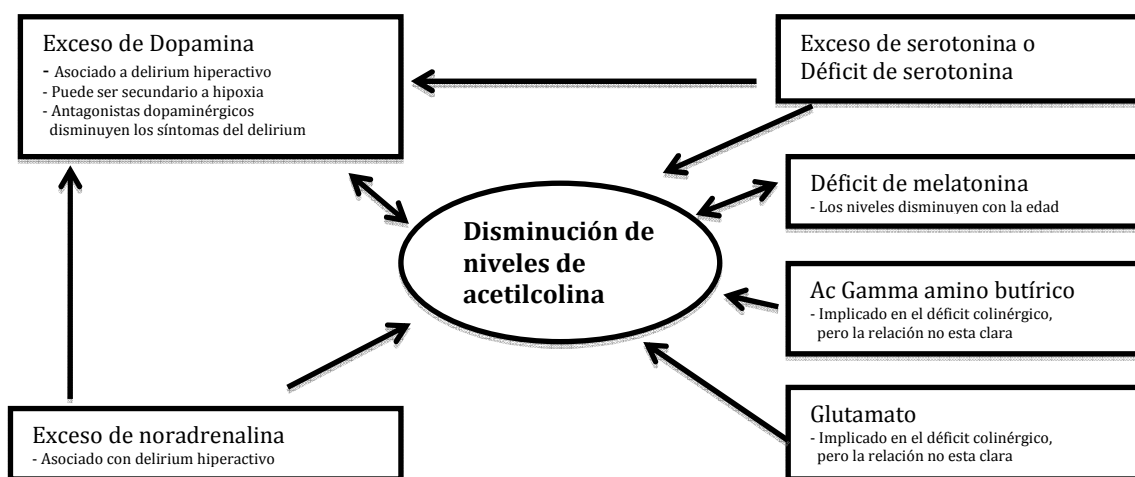 Exceso de Dopamina
- Asociado a delirium hiperactivo
- Puede ser secundario a hipoxia
- Antagonistas dopaminérgicos
disminuyen los síntomas del delirium
Exceso de serotonina o
Déficit de serotonina
Déficit de melatonina
- Los niveles disminuyen con la edad
Disminución de
niveles de
acetilcolina
Ac Gamma amino butírico
- Implicado en el déficit colinérgico,
pero la relación no esta clara
Glutamato
- Implicado en el déficit colinérgico,
pero la relación no esta clara
Exceso de noradrenalina
- Asociado con delirium hiperactivo